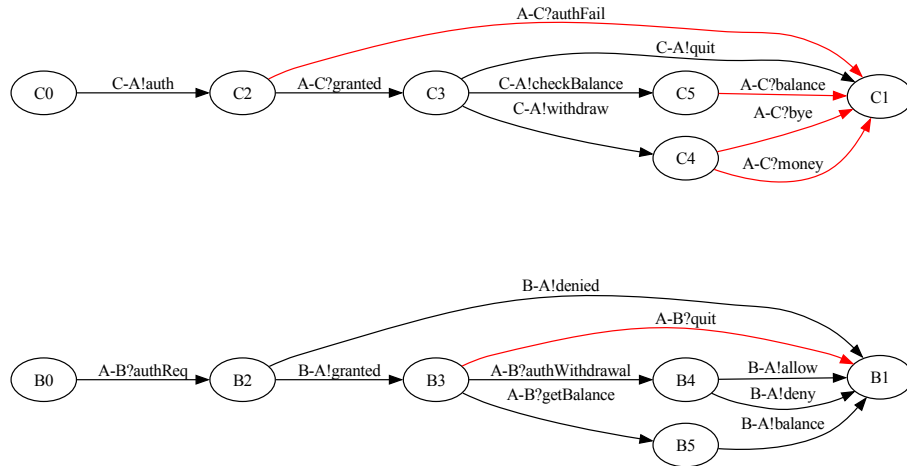 A-C?authFail
C-A!quit
C0
C-A!auth
C2
A-C?granted
C3
C-A!checkBalance
C5
A-C?balance
C1
C-A!withdraw
A-C?bye
C4
A-C?money
B-A!denied
A-B?quit
B0
A-B?authReq
B2
B-A!granted
B3
A-B?authWithdrawal
B4
B-A!allow
B1
A-B?getBalance
B-A!deny
B-A!balance
B5